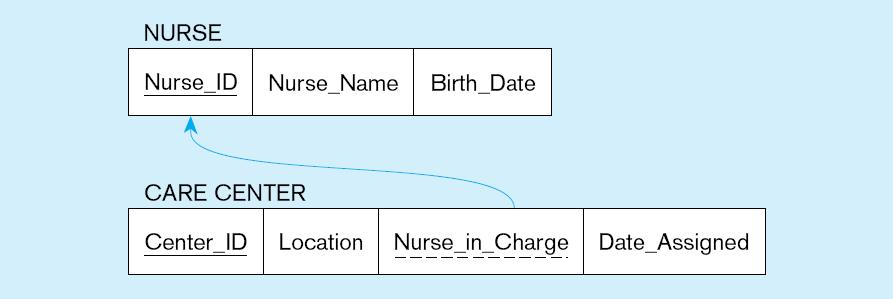 NURSE
Nurse_ID Nurse_Name Birth_Date
CARE CENTER
Center_ID Location Nurse_in_Charge Date_Assigned